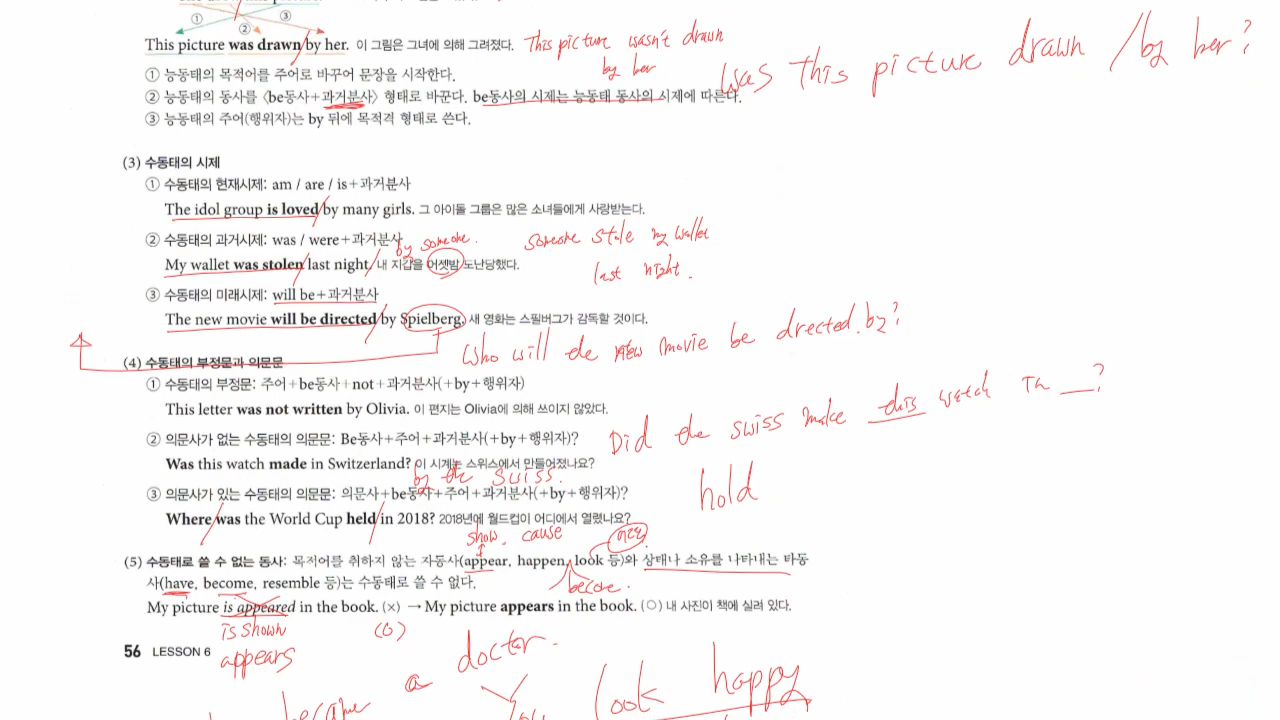 This picture was drawn by her. 이 그림은 그녀에 의해 그려졌다. This picture wasn't drawn
by her
was this picture drawn / by her?
① 능동태의 목적어를 주어로 바꾸어 문장을 시작한다.
② 능동태의 동사를 〈be동사+과거분사〉 형태로 바꾼다. be동사의 시제는 능동태 동사의 시제에 따른다.
③ 능동태의 주어(행위자)는 by 뒤에 목적격 형태로 쓴다.
(3) 수동태의 시제
① 수동태의 현재시제: am / are / is+과거분사
The idol group is loved by many girls. 그 아이돌 그룹은 많은 소녀들에게 사랑받는다.
② 수동태의 과거시제: was / were+과거분사
by someone. someone stole my wallet
My wallet was stolen last night. 내 지갑을 어젯밤 도난당했다.
last night.
③ 수동태의 미래시제: will be+과거분사
The new movie will be directed by Spielberg. 새 영화는 스필버그가 감독할 것이다.
who will the new movie be drected by?
(4) 수동태의 부정문과 의문문
① 수동태의 부정문: 주어+be동사+not+과거분사(+by+행위자)
This letter was not written by Olivia. 이 편지는 Olivia에 의해 쓰이지 않았다.
② 의문사가 없는 수동태의 의문문: Be동사+주어+과거분사(+by+행위자)?
Did the swiss make this watch in ?
Was this watch made in Switzerland? 이 시계는 스위스에서 만들어졌나요?
by the swiss.
③ 의문사가 있는 수동태의 의문문: 의문사+be동사+주어+과거분사(+by+행위자)?
hold
Where was the World Cup held in 2018? 2018년에 월드컵이 어디에서 열렸나요?
show. cause
(5) 수동태로 쓸 수 없는 동사: 목적어를 취하지 않는 자동사(appear, happen, look 등)와 상태나 소유를 나타내는 타동
사(have, become, resemble 등)는 수동태로 쓸 수 없다.
become.
My picture is appeared in the book. (×) → My picture appears in the book. (○) 내 사진이 책에 실려 있다.
is shown (o)
appears
56 LESSON 6
became a doctor.
You look happy